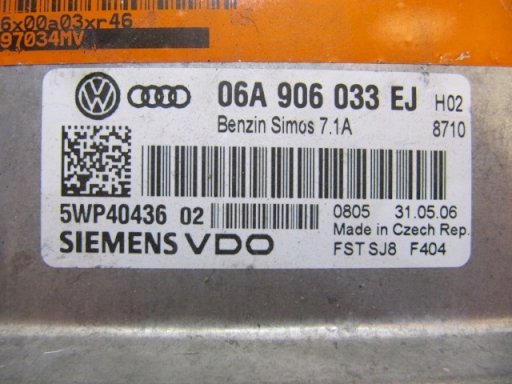 6x00a03xr46
97034MV
06A 906 033 EJ H02
Benzin Simos 7.1A 8710
5WP40436 02 0805 31.05.06
SIEMENS VDO Made in Czech Rep.
FST SJ8 F404